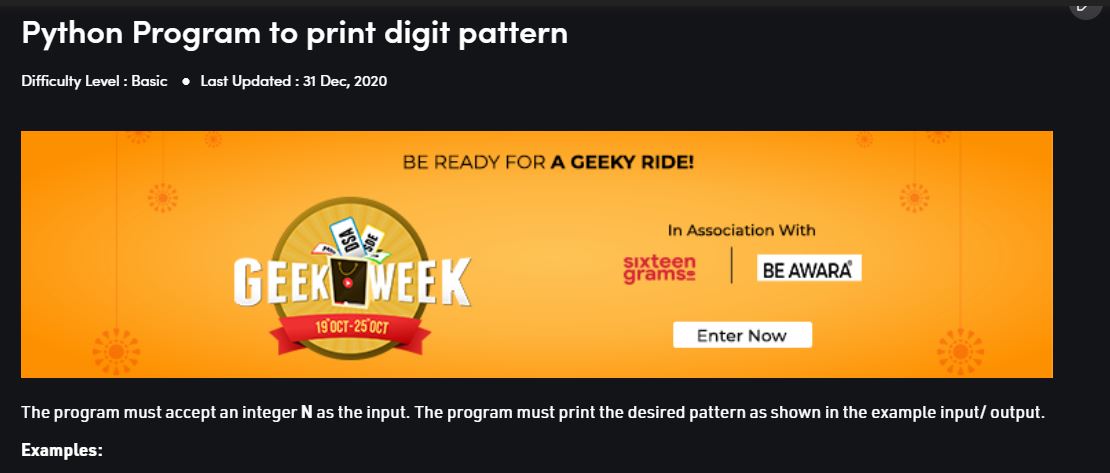 Python Program to print digit pattern
Difficulty Level : Basic ● Last Updated : 31 Dec, 2020
BE READY FOR A GEEKY RIDE!
DSA
SDE
GEEK WEEK
19 OCT - 25 OCT
In Association With
sixteen
grams
BE AWARA
Enter Now
The program must accept an integer N as the input. The program must print the desired pattern as shown in the example input/ output.
Examples: